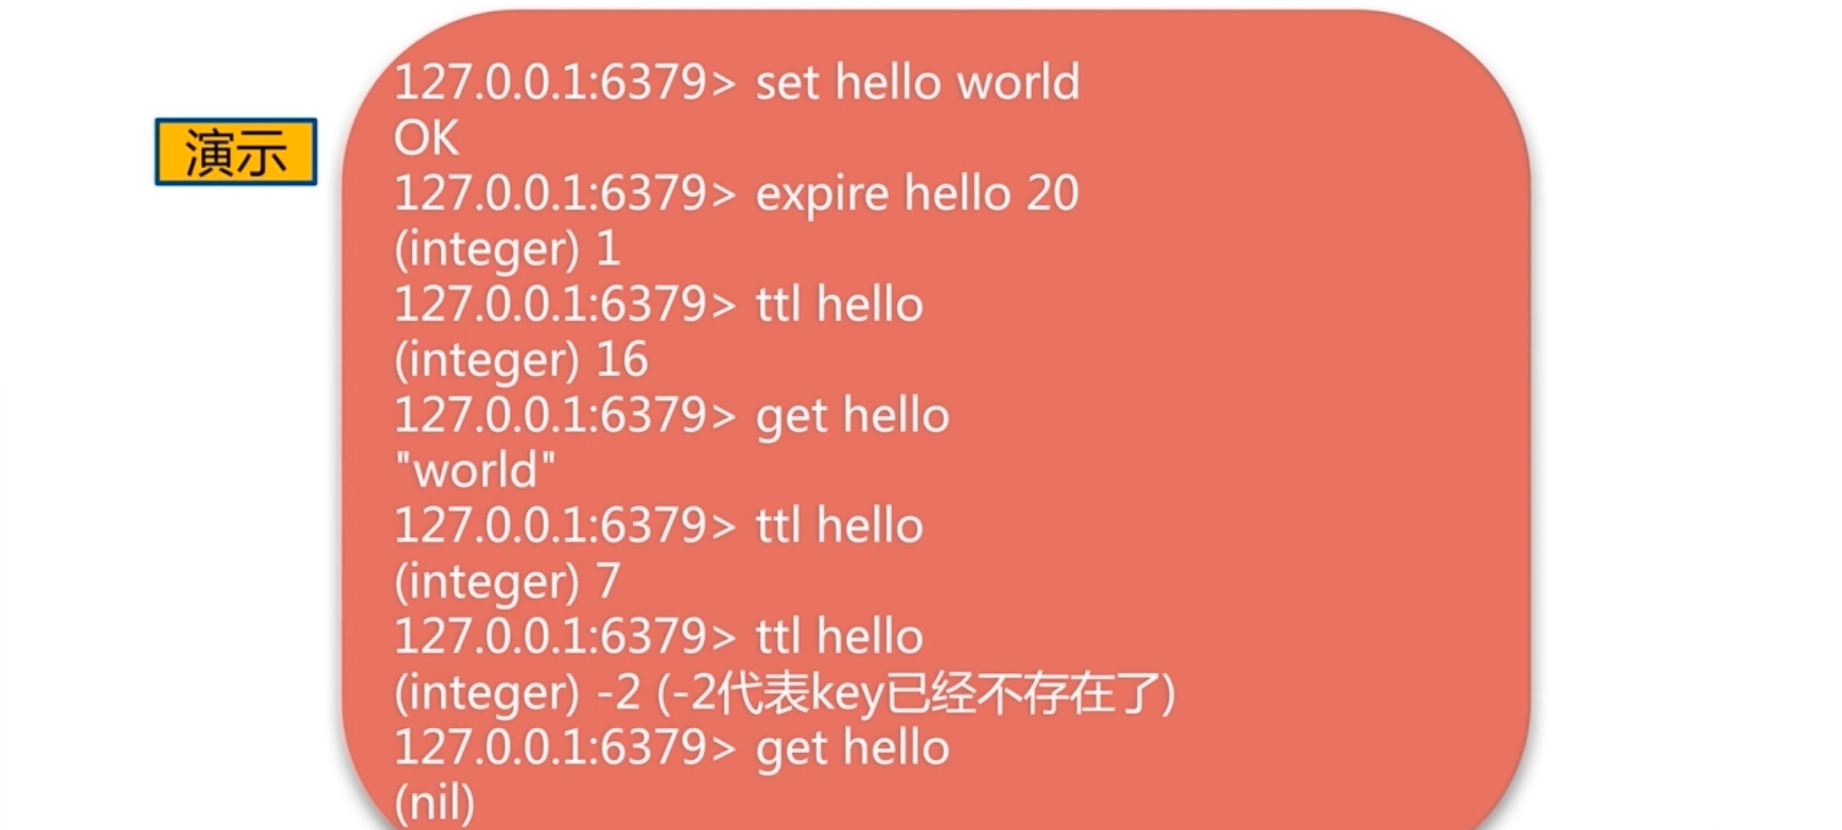 演示
127.0.0.1:6379> set hello world
OK
127.0.0.1:6379> expire hello 20
(integer) 1
127.0.0.1:6379> ttl hello
(integer) 16
127.0.0.1:6379> get hello
"world"
127.0.0.1:6379> ttl hello
(integer) 7
127.0.0.1:6379> ttl hello
(integer) -2 (-2代表key已经不存在了)
127.0.0.1:6379> get hello
(nil)